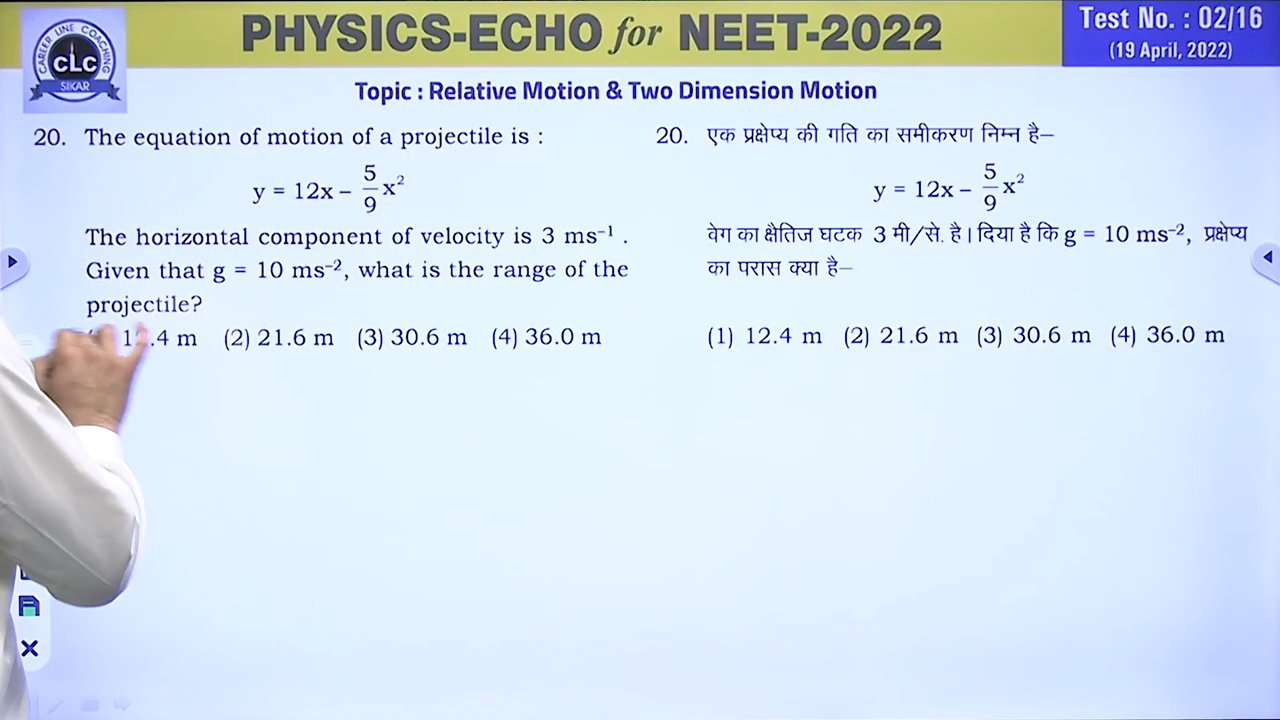 PHYSICS-ECHO for NEET-2022
Test No. : 02/16
(19 April, 2022)
CAREER LINE COACHING
CLC
SIKAR
Topic : Relative Motion & Two Dimension Motion
20. The equation of motion of a projectile is :
y = 12x – 5/9 x²
The horizontal component of velocity is 3 ms⁻¹ .
Given that g = 10 ms⁻², what is the range of the
projectile?
.4 m (2) 21.6 m (3) 30.6 m (4) 36.0 m
20. एक प्रक्षेप्य की गति का समीकरण निम्न है–
y = 12x – 5/9 x²
वेग का क्षैतिज घटक 3 मी/से. है। दिया है कि g = 10 ms⁻², प्रक्षेप्य
का परास क्या है–
(1) 12.4 m (2) 21.6 m (3) 30.6 m (4) 36.0 m